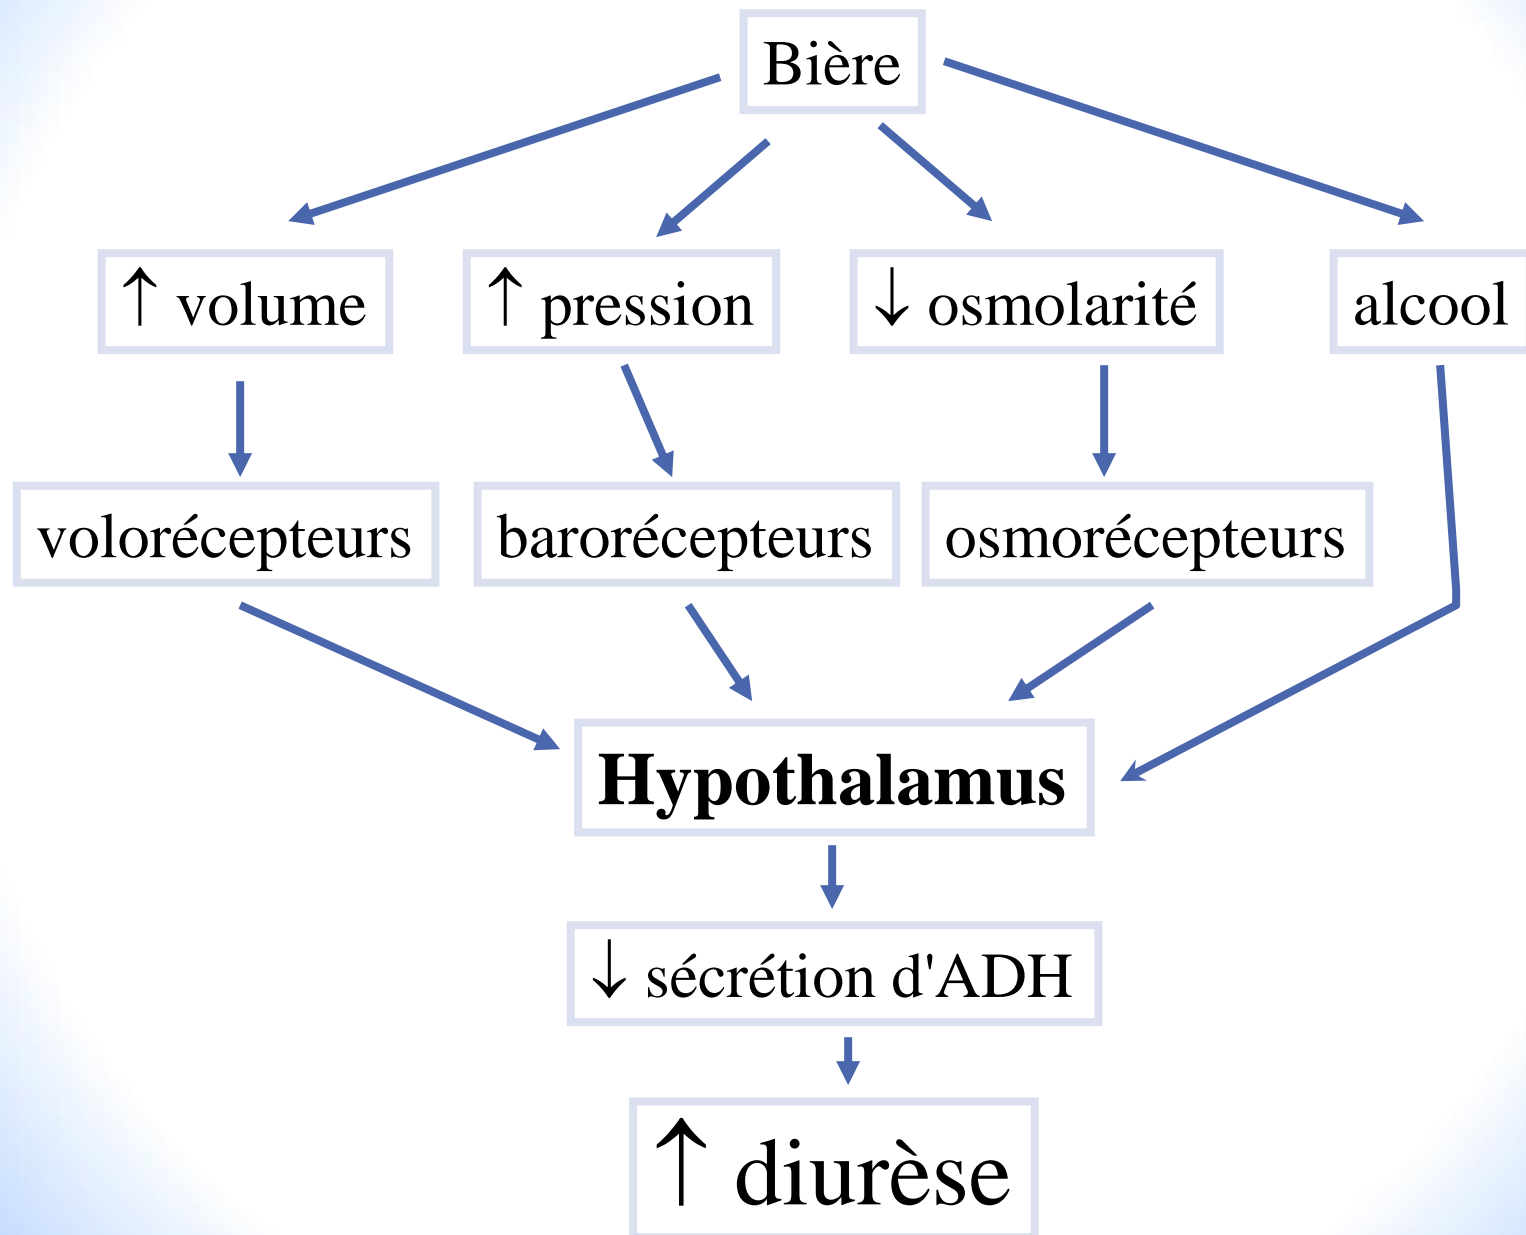 Bière
↑ volume
↑ pression
↓ osmolarité
alcool
volorécepteurs
barorécepteurs
osmorécepteurs
Hypothalamus
↓ sécrétion d'ADH
↑ diurèse